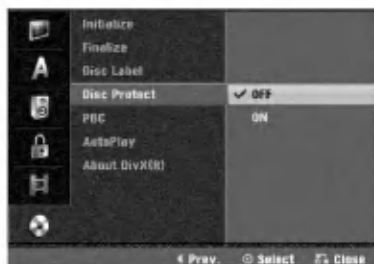 Initialize
Finalize
Disc Label
Disc Protect
OFF
PBC
ON
AutoPlay
About DivX(R)
Prev. Select Close